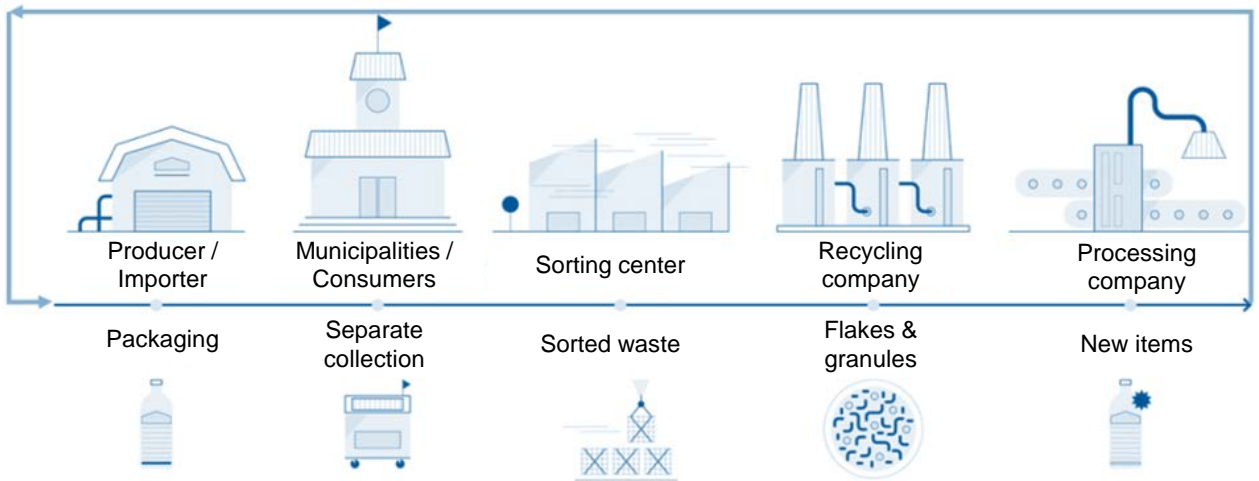 Producer /
Importer
Municipalities /
Consumers
Sorting center
Recycling
company
Processing
company
Packaging
Separate
collection
Sorted waste
Flakes &
granules
New items